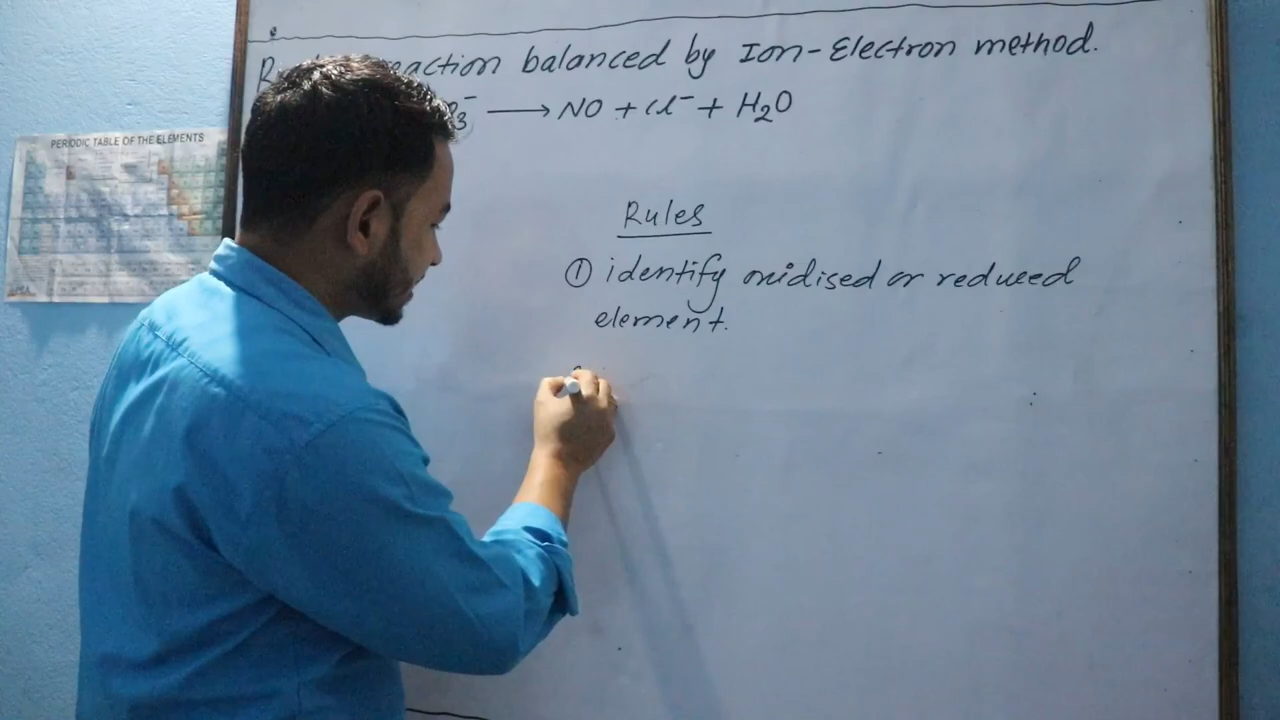 PERIODIC TABLE OF THE ELEMENTS
balanced by Ion-Electron method.
₃⁻ ⟶ NO + Cl⁻ + H₂O
Rules
① identify oxidised or reduced
element.